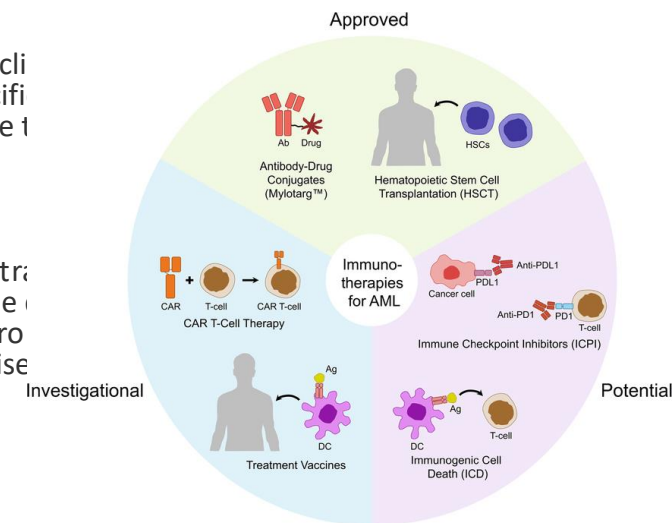 Approved
Ab
Drug
Antibody-Drug
Conjugates
(Mylotarg™)
HSCs
Hematopoietic Stem Cell
Transplantation (HSCT)
Immuno-
therapies
for AML
CAR
+
T-cell
CAR T-cell
CAR T-Cell Therapy
Anti-PDL1
PDL1
Cancer cell
Anti-PD1
PD1
T-cell
Immune Checkpoint Inhibitors (ICPI)
Investigational
Potential
Ag
DC
Treatment Vaccines
Ag
DC
T-cell
Immunogenic Cell
Death (ICD)